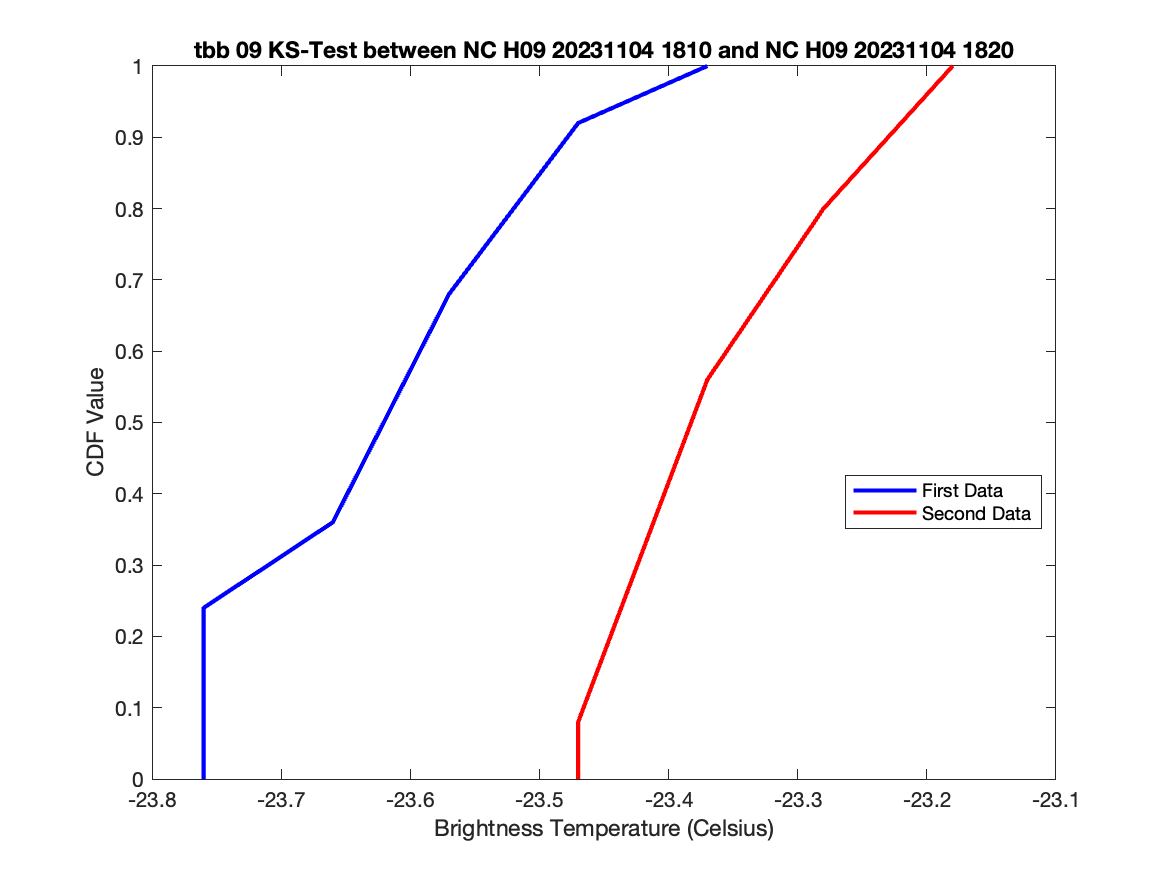 tbb 09 KS-Test between NC H09 20231104 1810 and NC H09 20231104 1820
1
0.9
0.8
0.7
0.6
0.5
0.4
0.3
0.2
0.1
0
CDF Value
First Data
Second Data
-23.8 -23.7 -23.6 -23.5 -23.4 -23.3 -23.2 -23.1
Brightness Temperature (Celsius)